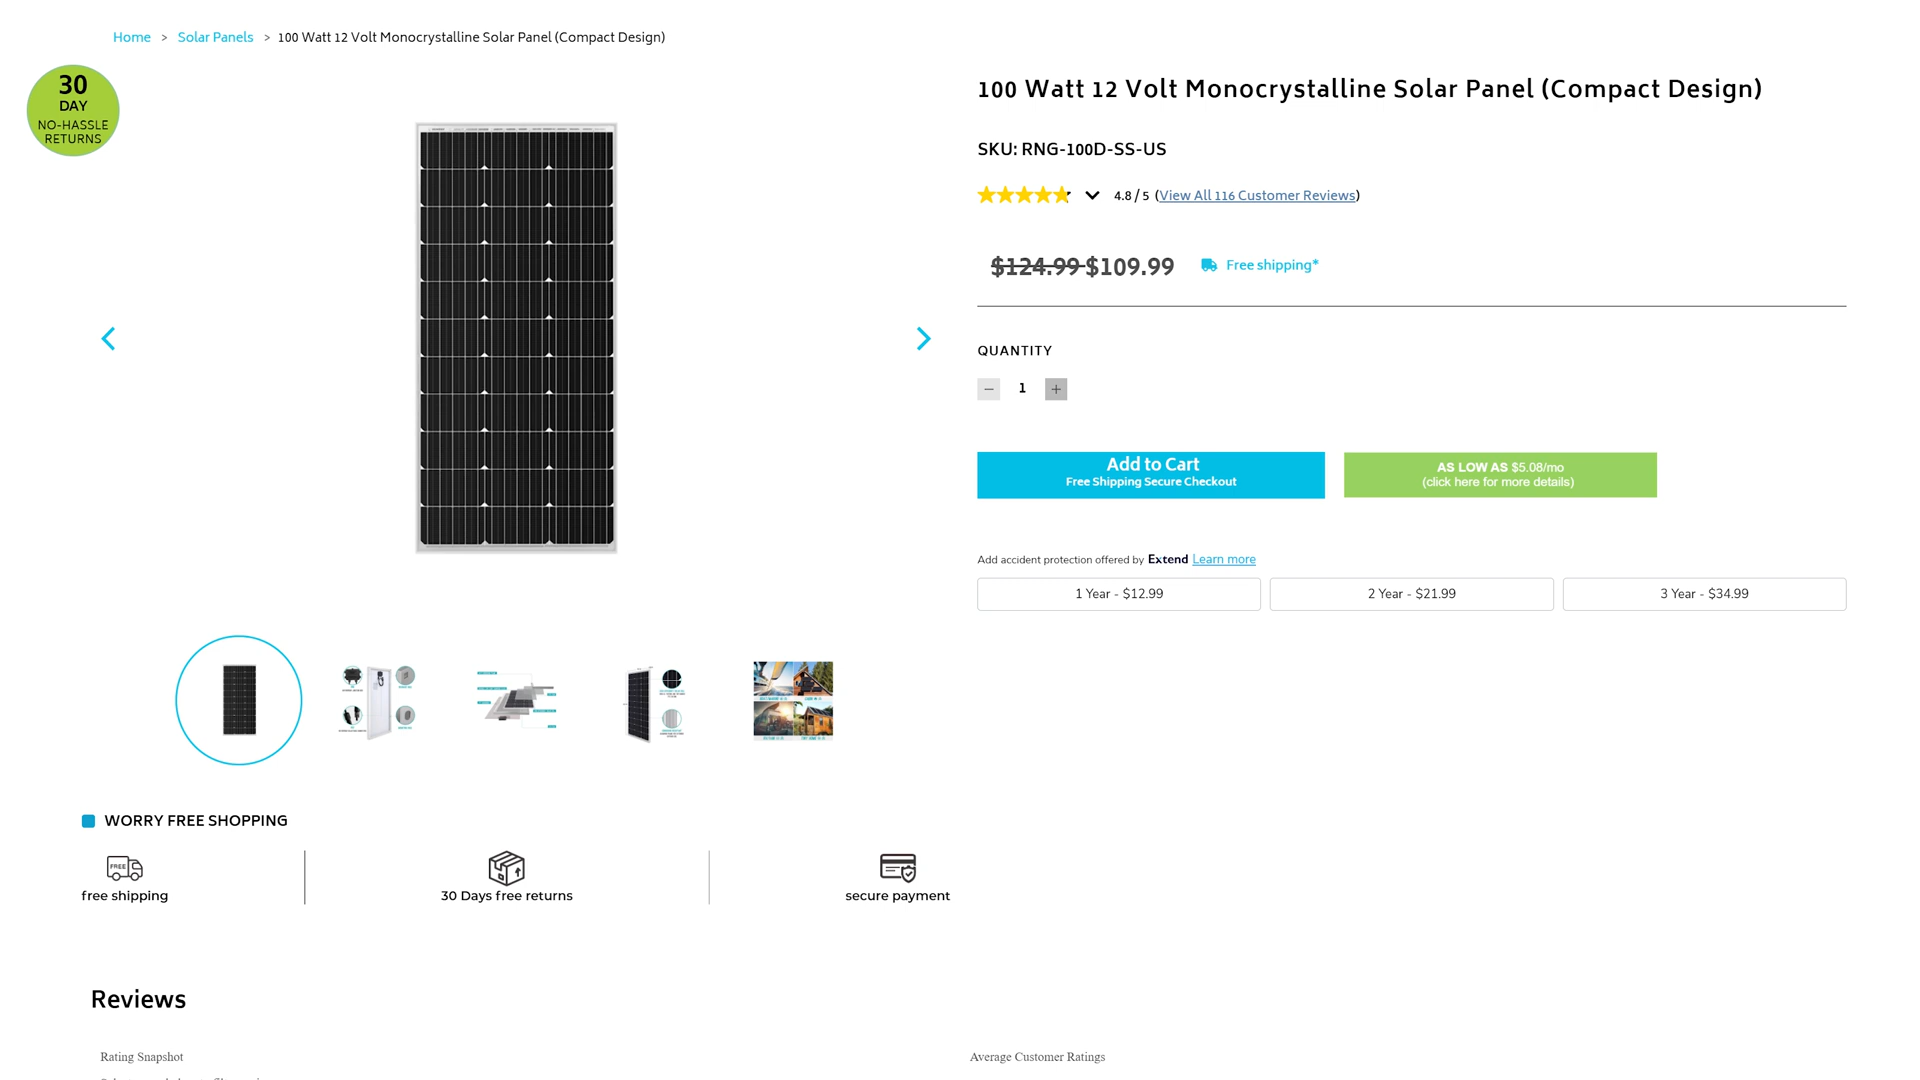 Home > Solar Panels > 100 Watt 12 Volt Monocrystalline Solar Panel (Compact Design)
30
DAY
NO-HASSLE
RETURNS
100 Watt 12 Volt Monocrystalline Solar Panel (Compact Design)
SKU: RNG-100D-SS-US
4.8 / 5 (View All 116 Customer Reviews)
$124.99 $109.99 Free shipping*
QUANTITY
− 1 +
Add to Cart
Free Shipping Secure Checkout
AS LOW AS $5.08/mo
(click here for more details)
Add accident protection offered by Extend Learn more
1 Year - $12.99
2 Year - $21.99
3 Year - $34.99
WORRY FREE SHOPPING
FREE
free shipping
30 Days free returns
secure payment
Reviews
Rating Snapshot
Average Customer Ratings